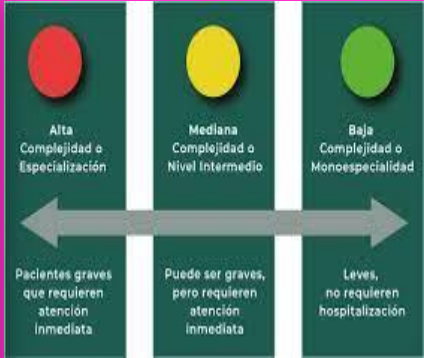 Alta
Complejidad o
Especialización
Mediana
Complejidad o
Nivel Intermedio
Baja
Complejidad o
Monoespecialidad
Pacientes graves
que requieren
atención
inmediata
Puede ser graves,
pero requieren
atención
inmediata
Leves,
no requieren
hospitalización